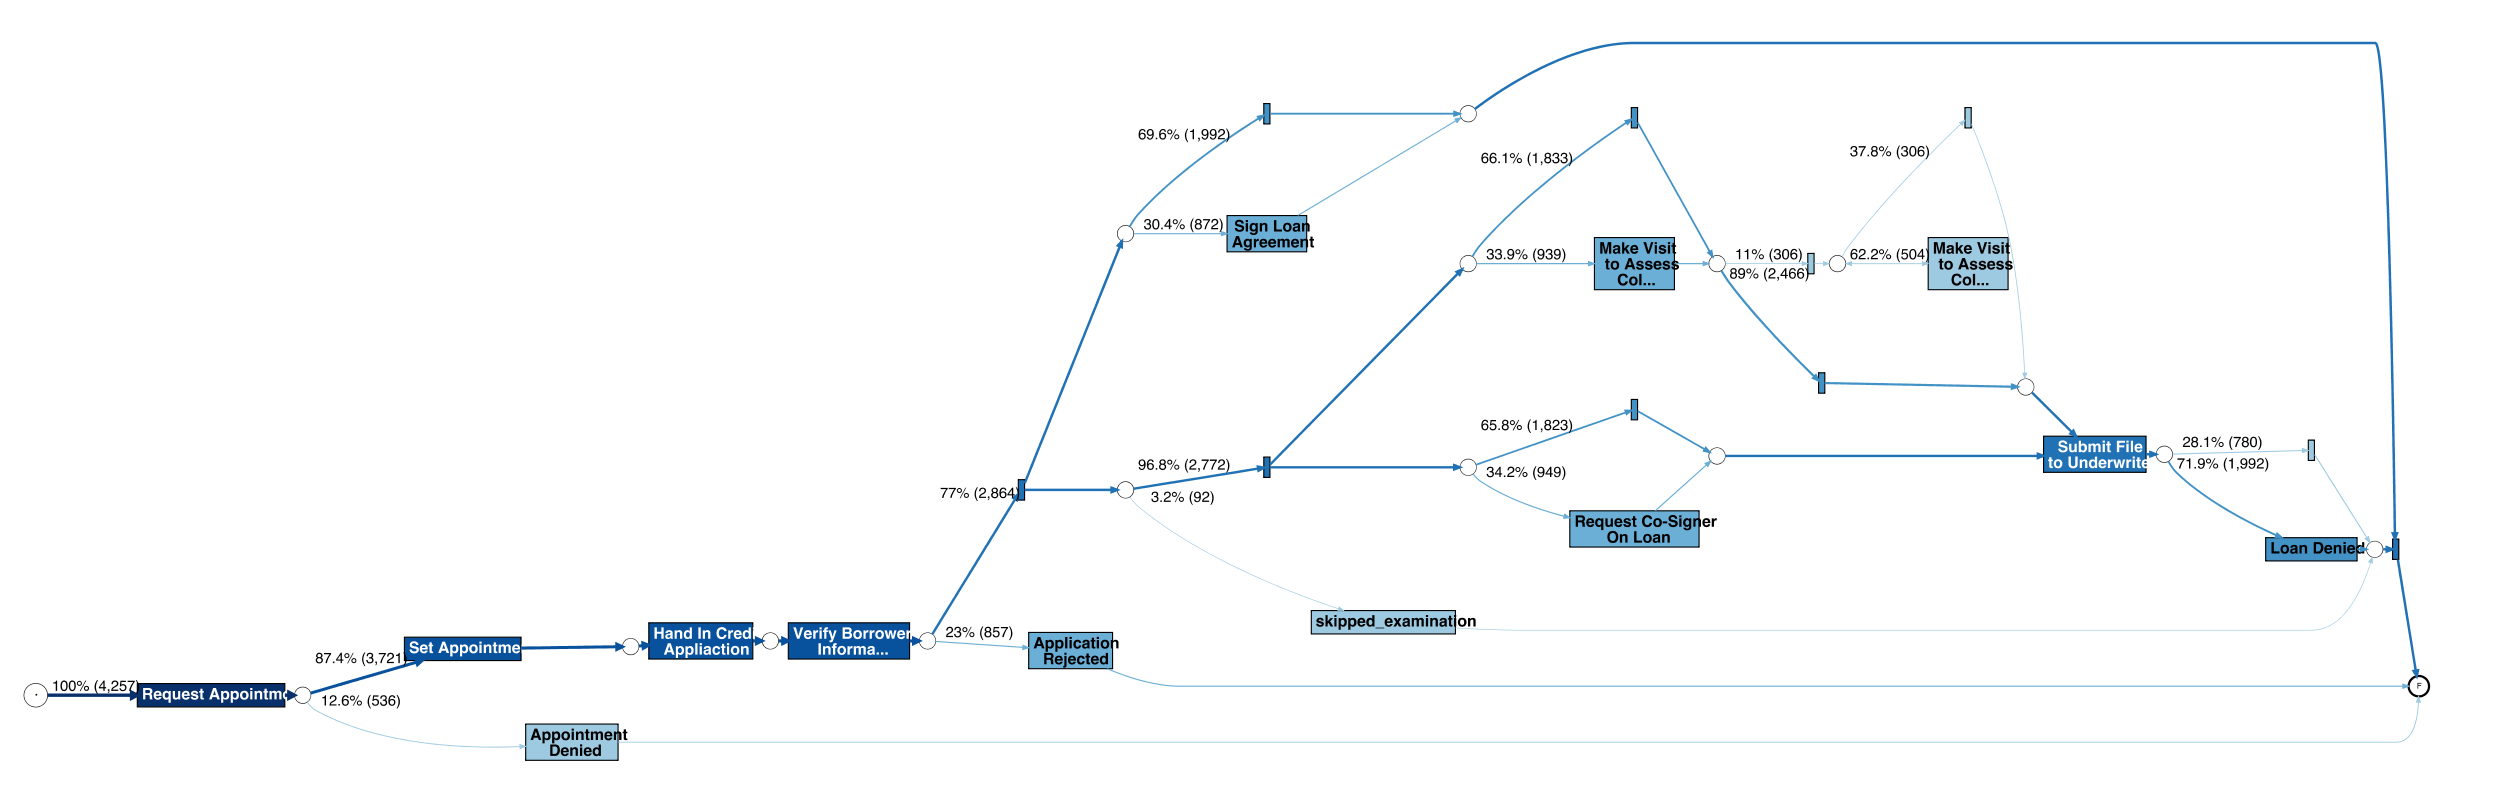 69.6% (1,992)
30.4% (872)
Sign Loan
Agreement
66.1% (1,833)
33.9% (939)
Make Visit
to Assess
Col...
11% (306)
89% (2,466)
37.8% (306)
62.2% (504)
Make Visit
to Assess
Col...
77% (2,864)
96.8% (2,772)
3.2% (92)
65.8% (1,823)
34.2% (949)
Request Co-Signer
On Loan
Submit File
to Underwrite
28.1% (780)
71.9% (1,992)
Loan Denied
skipped_examination
100% (4,257)
Request Appointm
87.4% (3,721)
12.6% (536)
Set Appointme
Hand In Cred
Appliaction
Verify Borrower
Informa...
23% (857)
Application
Rejected
Appointment
Denied
F